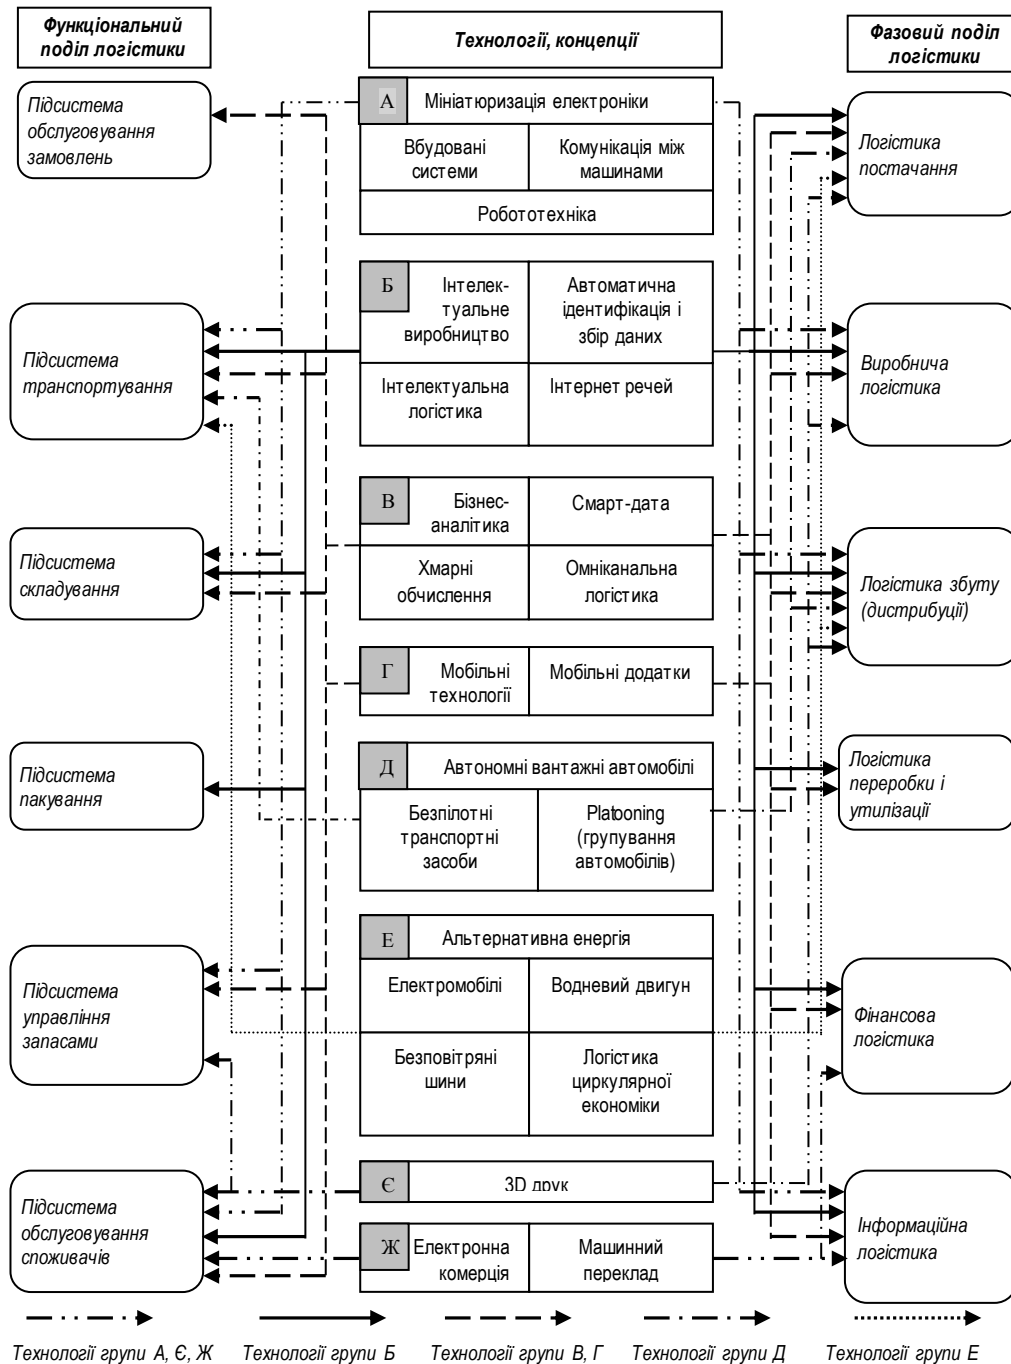 Функціональний
поділ логістики
Технології, концепції
Фазовий поділ
логістики
Підсистема
обслуговування
замовлень
Підсистема
транспортування
Підсистема
складування
Підсистема
пакування
Підсистема
управління
запасами
Підсистема
обслуговування
споживачів
А
Мініатюризація електроніки
Вбудовані
системи
Комунікація між
машинами
Робототехніка
Б
Інтелек-
туальне
виробництво
Автоматична
ідентифікація і
збір даних
Інтелектуальна
логістика
Інтернет речей
В
Бізнес-
аналітика
Смарт-дата
Хмарні
обчислення
Омніканальна
логістика
Г
Мобільні
технології
Мобільні додатки
Д
Автономні вантажні автомобілі
Безпілотні
транспортні
засоби
Platooning
(групування
автомобілів)
Е
Альтернативна енергія
Електромобілі
Водневий двигун
Безповітряні
шини
Логістика
циркулярної
економіки
Є
3D друк
Ж
Електронна
комерція
Машинний
переклад
Логістика
постачання
Виробнича
логістика
Логістика збуту
(дистрибуції)
Логістика
переробки і
утилізації
Фінансова
логістика
Інформаційна
логістика
Технології групи А, Є, Ж
Технології групи Б
Технології групи В, Г
Технології групи Д
Технології групи Е